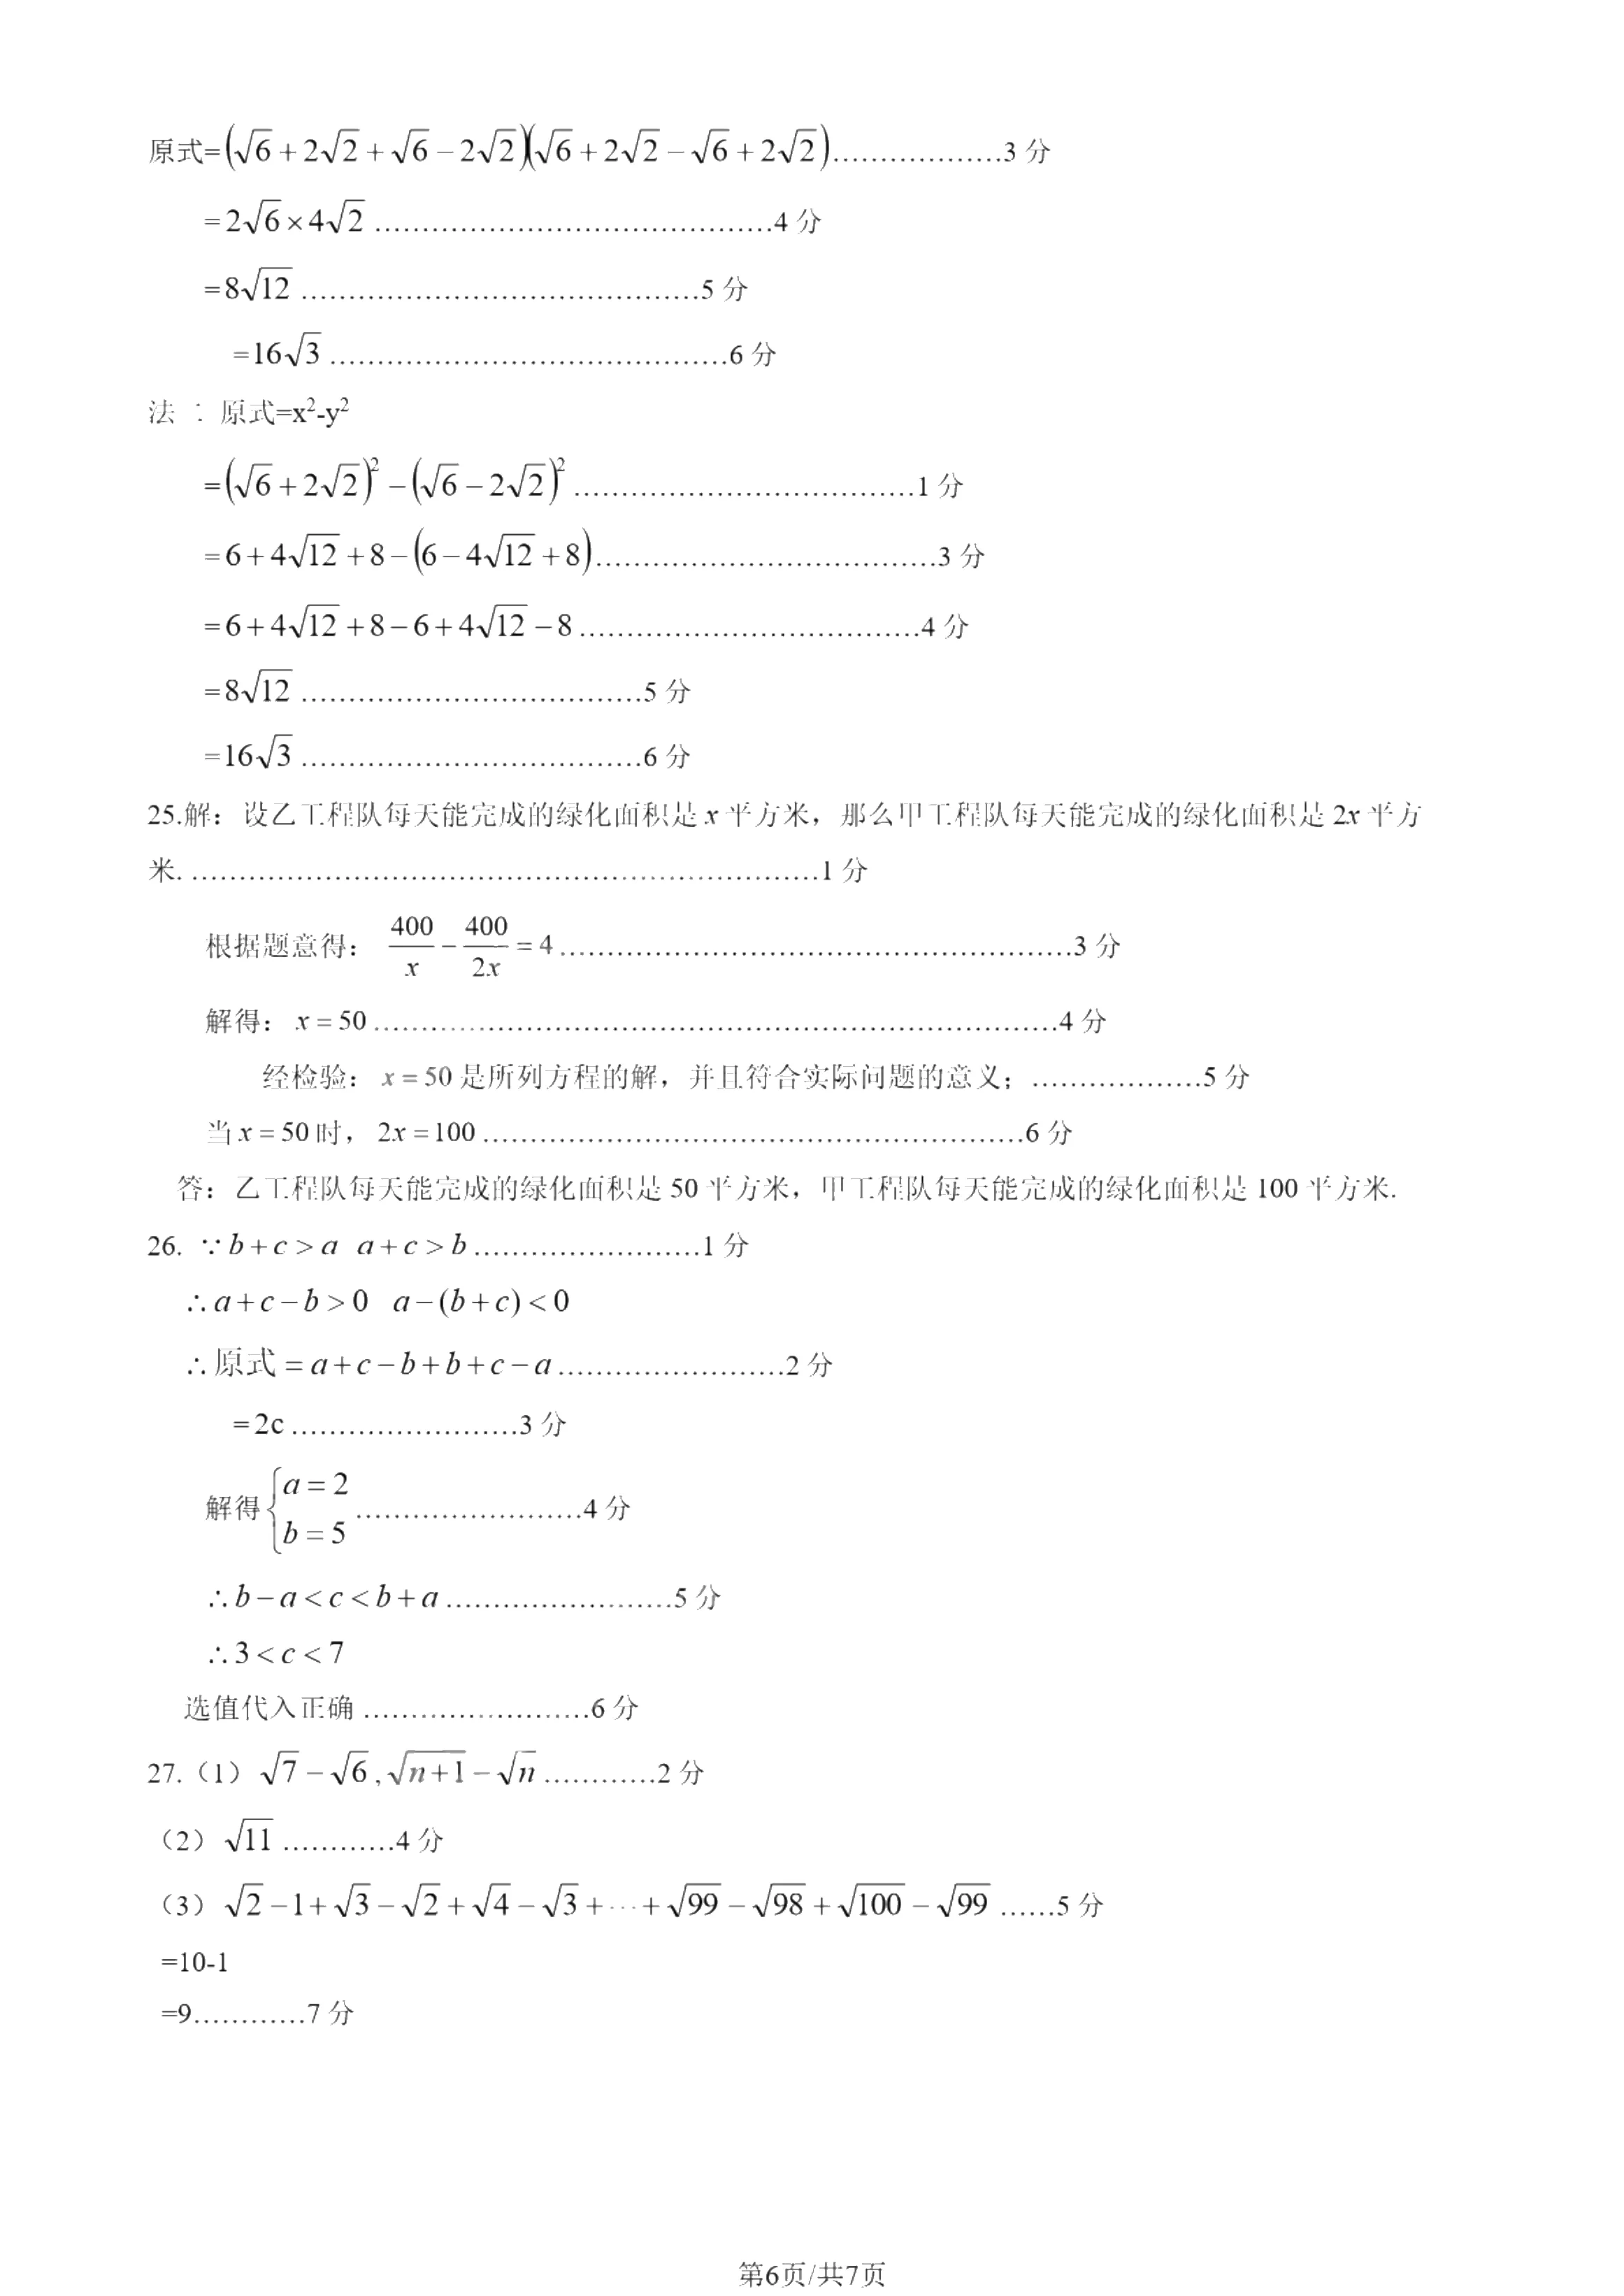 原式=(√6+2√2+√6−2√2)(√6+2√2−√6+2√2)..................3 分
=2√6×4√2 ..........................................4 分
=8√12 ..........................................5 分
=16√3 ..........................................6 分
法二 原式=x²-y²
=(√6+2√2)²−(√6−2√2)² ....................................1 分
=6+4√12+8−(6−4√12+8)....................................3 分
=6+4√12+8−6+4√12−8 ....................................4 分
=8√12 ....................................5 分
=16√3 ....................................6 分
25.解：设乙工程队每天能完成的绿化面积是 x 平方米，那么甲工程队每天能完成的绿化面积是 2x 平方
米. ..................................................................1 分
根据题意得： 400/x − 400/2x = 4 ......................................................3 分
解得： x = 50 ........................................................................4 分
经检验： x = 50 是所列方程的解，并且符合实际问题的意义；..................5 分
当 x = 50 时， 2x = 100 .........................................................6 分
答：乙工程队每天能完成的绿化面积是 50 平方米，甲工程队每天能完成的绿化面积是 100 平方米.
26. ∵b+c>a a+c>b ........................1 分
∴a+c−b>0 a−(b+c)<0
∴原式=a+c−b+b+c−a ........................2 分
=2c ........................3 分
解得{a=2 b=5 ........................4 分
∴b−a<c<b+a ........................5 分
∴3<c<7
选值代入正确 ........................6 分
27.（1）√7−√6,√(n+1)−√n ............2 分
（2）√11 ............4 分
（3）√2−1+√3−√2+√4−√3+···+√99−√98+√100−√99 ......5 分
=10-1
=9............7 分
第6页/共7页